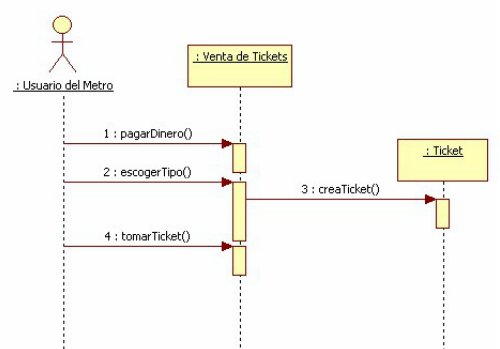 : Venta de Tickets
: Usuario del Metro
1 : pagarDinero()
: Ticket
2 : escogerTipo()
3 : creaTicket()
4 : tomarTicket()